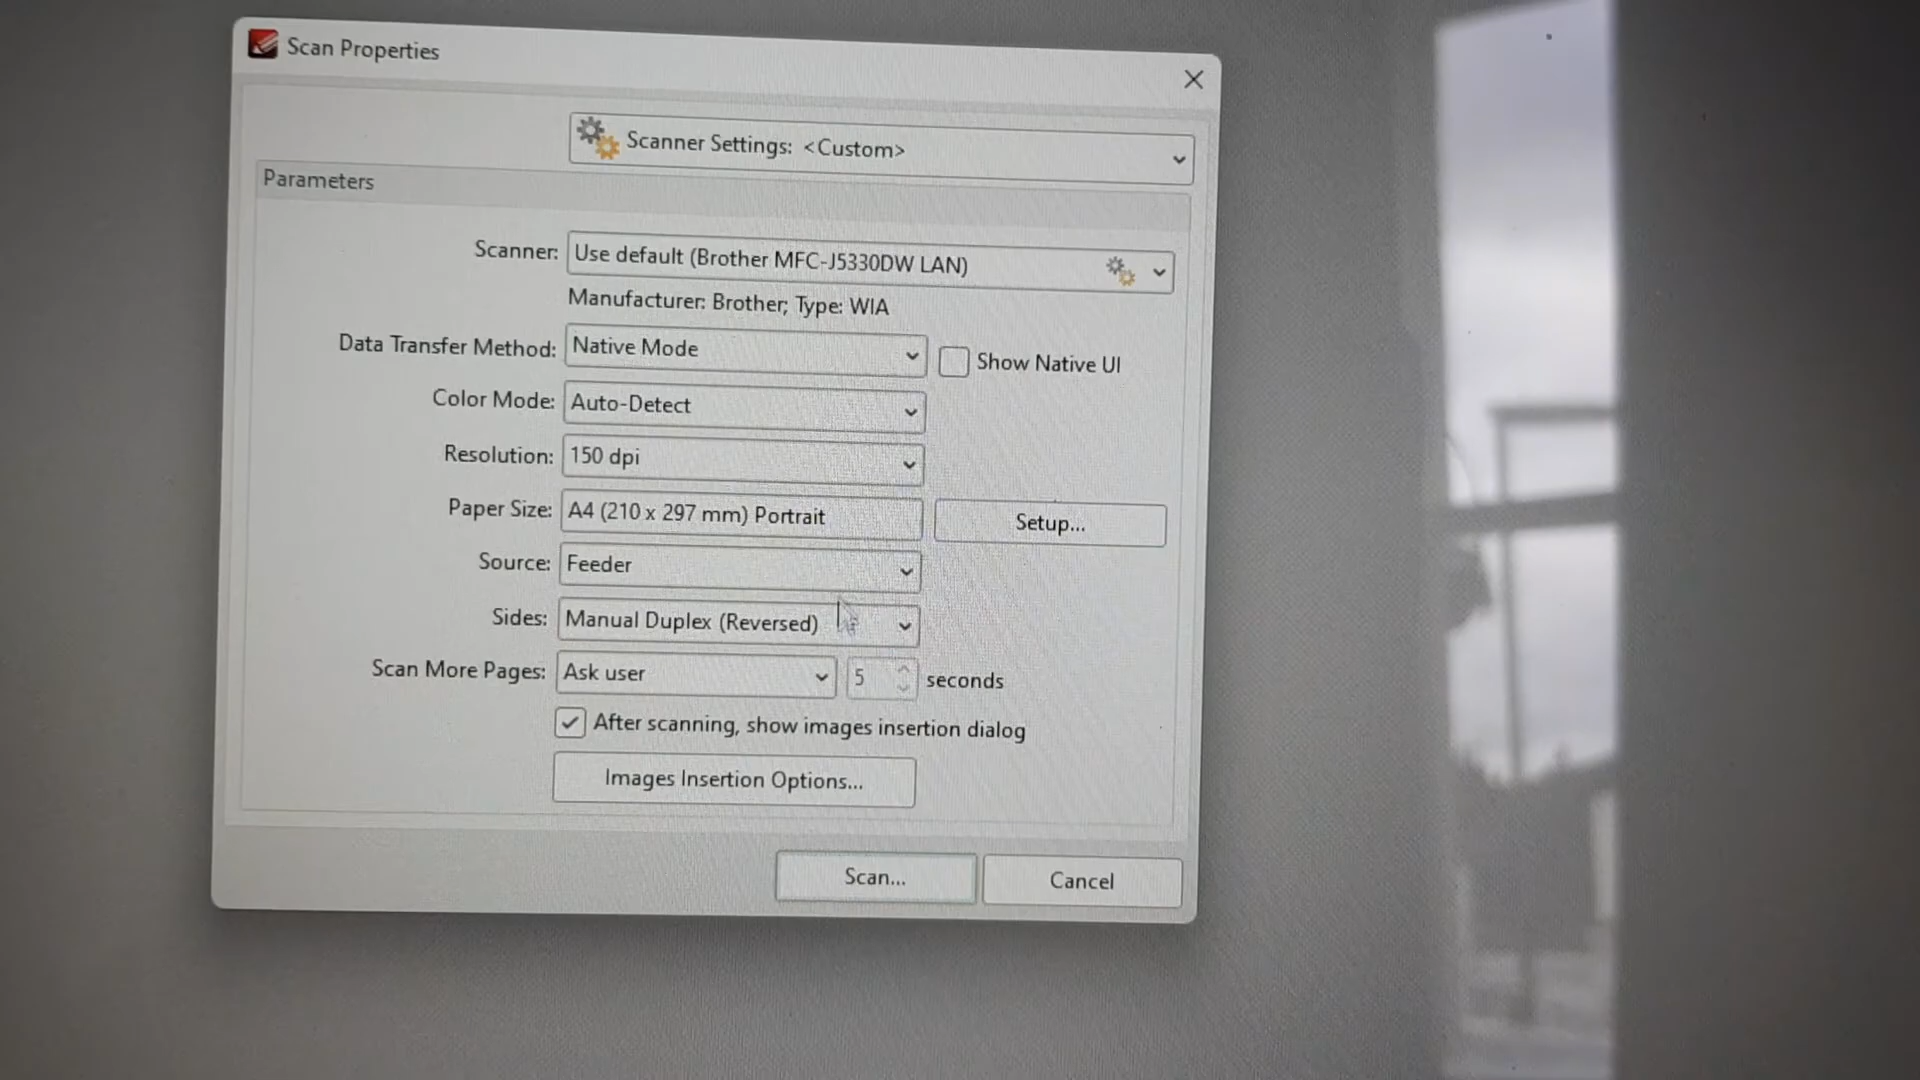 Scan Properties
Scanner Settings: <Custom>
Parameters
Scanner: Use default (Brother MFC-J5330DW LAN)
Manufacturer: Brother; Type: WIA
Data Transfer Method: Native Mode Show Native UI
Color Mode: Auto-Detect
Resolution: 150 dpi
Paper Size: A4 (210 x 297 mm) Portrait Setup...
Source: Feeder
Sides: Manual Duplex (Reversed)
Scan More Pages: Ask user 5 seconds
After scanning, show images insertion dialog
Images Insertion Options...
Scan... Cancel